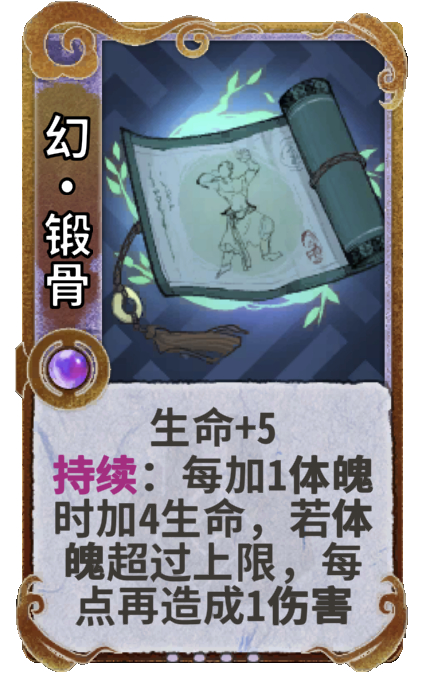 幻·锻骨
生命+5
持续：每加1体魄
时加4生命，若体
魄超过上限，每
点再造成1伤害